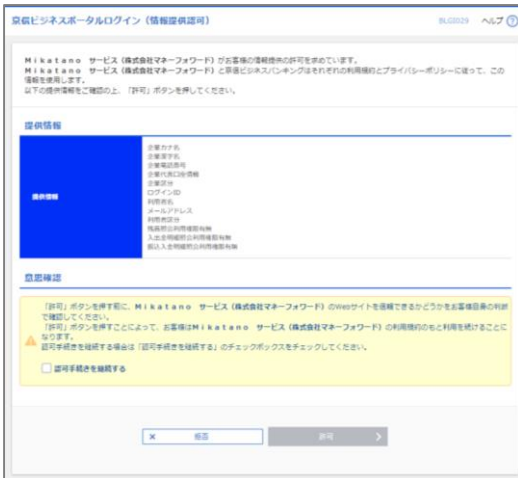 京信ビジネスポータルログイン（情報提供認可）
BLGI029 ヘルプ ?
Ｍｉｋａｔａｎｏ　サービス（株式会社マネーフォワード）がお客様の情報提供の許可を求めています。
Ｍｉｋａｔａｎｏ　サービス（株式会社マネーフォワード）と京信ビジネスバンキングはそれぞれの利用規約とプライバシーポリシーに従って、この
情報を使用します。
以下の提供情報をご確認の上、「許可」ボタンを押してください。
提供情報
提供情報
企業カナ名
企業漢字名
企業電話番号
企業代表口座情報
企業区分
ログインID
利用者名
メールアドレス
利用者区分
残高照会利用権限有無
入出金明細照会利用権限有無
振込入金明細照会利用権限有無
意思確認
「許可」ボタンを押す前に、Ｍｉｋａｔａｎｏ　サービス（株式会社マネーフォワード）のWebサイトを信頼できるかどうかをお客様自身の判断
で確認してください。
「許可」ボタンを押すことによって、お客様はＭｉｋａｔａｎｏ　サービス（株式会社マネーフォワード）の利用規約のもと利用を続けることに
なります。
認可手続きを継続する場合は「認可手続きを継続する」のチェックボックスをチェックしてください。
認可手続きを継続する
× 拒否
許可 >